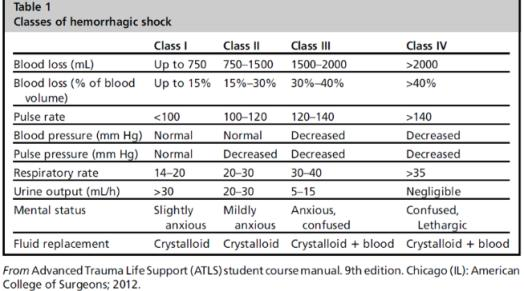 Table 1
Classes of hemorrhagic shock
Class I Class II Class III Class IV
Blood loss (mL) Up to 750 750–1500 1500–2000 >2000
Blood loss (% of blood Up to 15% 15%–30% 30%–40% >40%
volume)
Pulse rate <100 100–120 120–140 >140
Blood pressure (mm Hg) Normal Normal Decreased Decreased
Pulse pressure (mm Hg) Normal Decreased Decreased Decreased
Respiratory rate 14–20 20–30 30–40 >35
Urine output (mL/h) >30 20–30 5–15 Negligible
Mental status Slightly Mildly Anxious, Confused,
anxious anxious confused Lethargic
Fluid replacement Crystalloid Crystalloid Crystalloid + blood Crystalloid + blood
From Advanced Trauma Life Support (ATLS) student course manual. 9th edition. Chicago (IL): American
College of Surgeons; 2012.